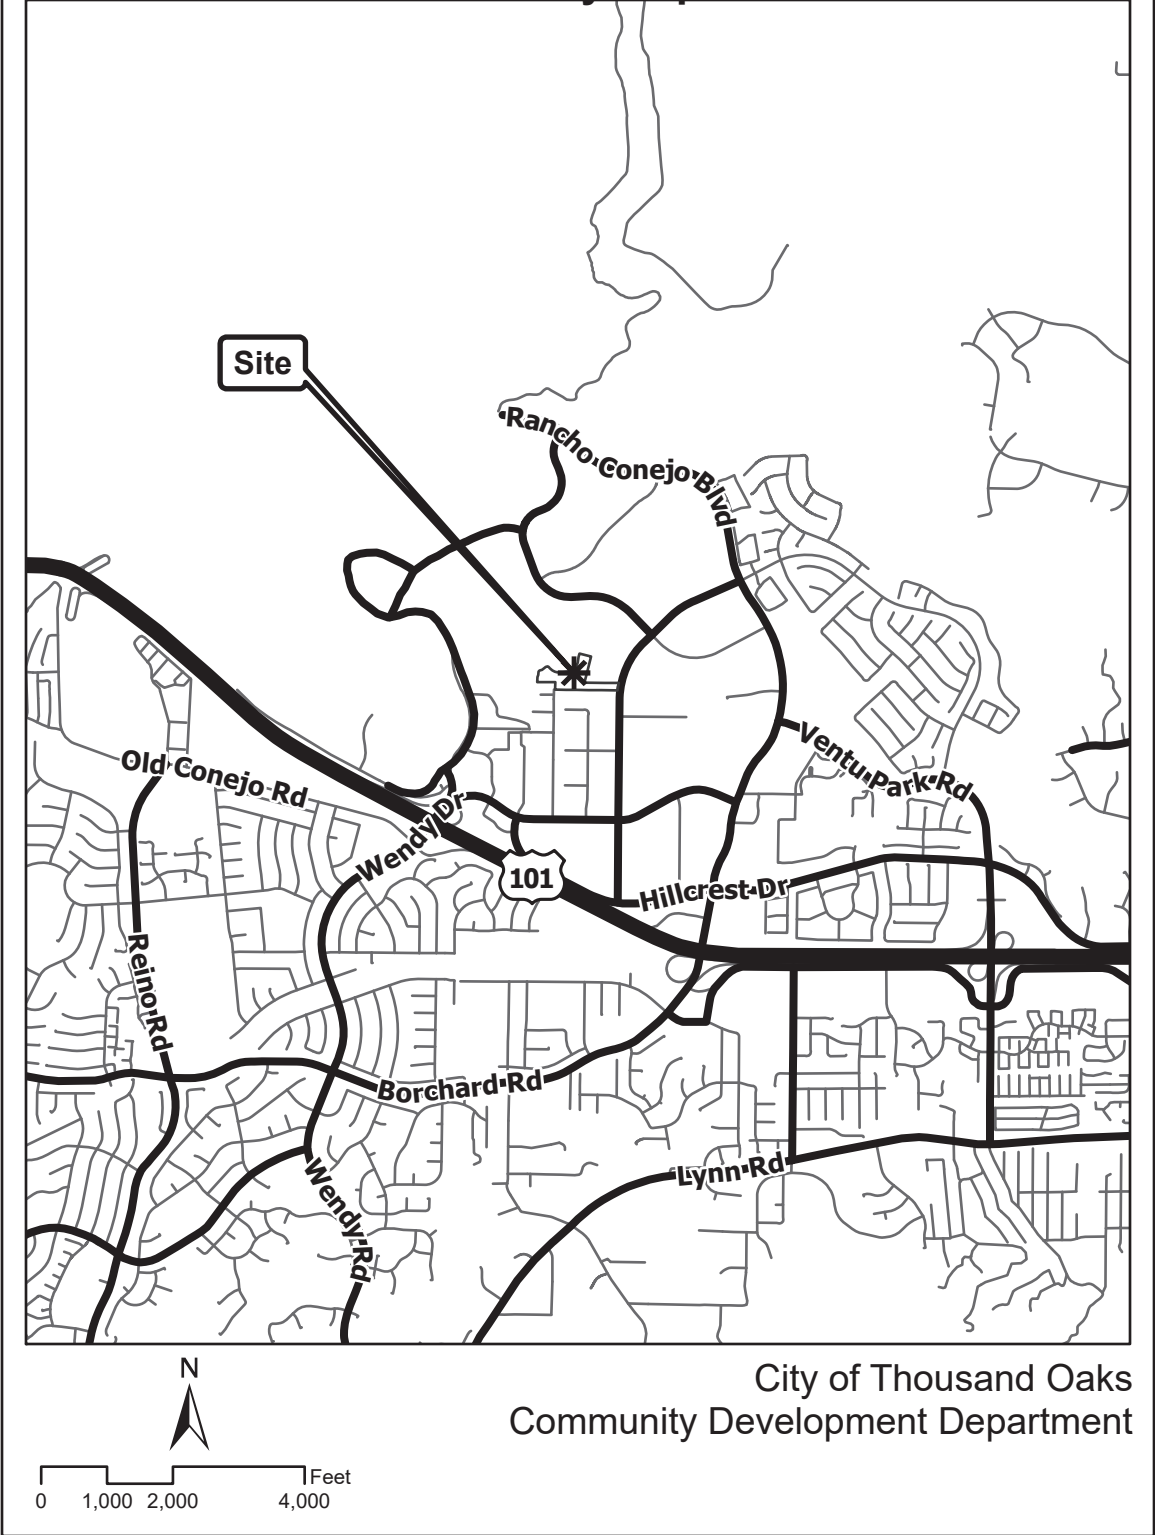 Site
Rancho Conejo Blvd
Ventu Park Rd
Old Conejo Rd
Wendy Dr
101
Hillcrest Dr
Reino Rd
Borchard Rd
Lynn Rd
Wendy Rd
N
City of Thousand Oaks
Community Development Department
Feet
0 1,000 2,000 4,000